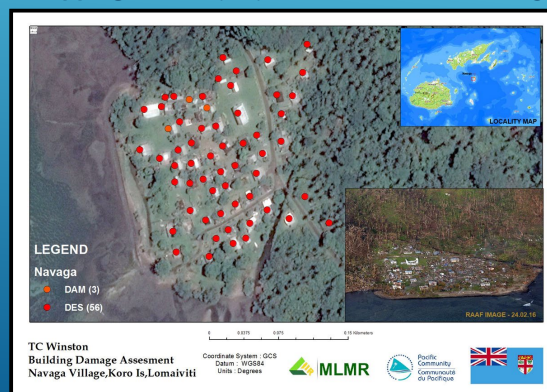 LOCALITY MAP
LEGEND
Navaga
DAM (3)
DES (56)
RAAF IMAGE - 24.02.16
TC Winston
Building Damage Assesment
Navaga Village,Koro Is,Lomaiviti
0 0.0375 0.075 0.15 Kilometers
Coordinate System : GCS
Datum : WGS84
Units : Degrees
MLMR
Pacific
Community
Communauté
du Pacifique